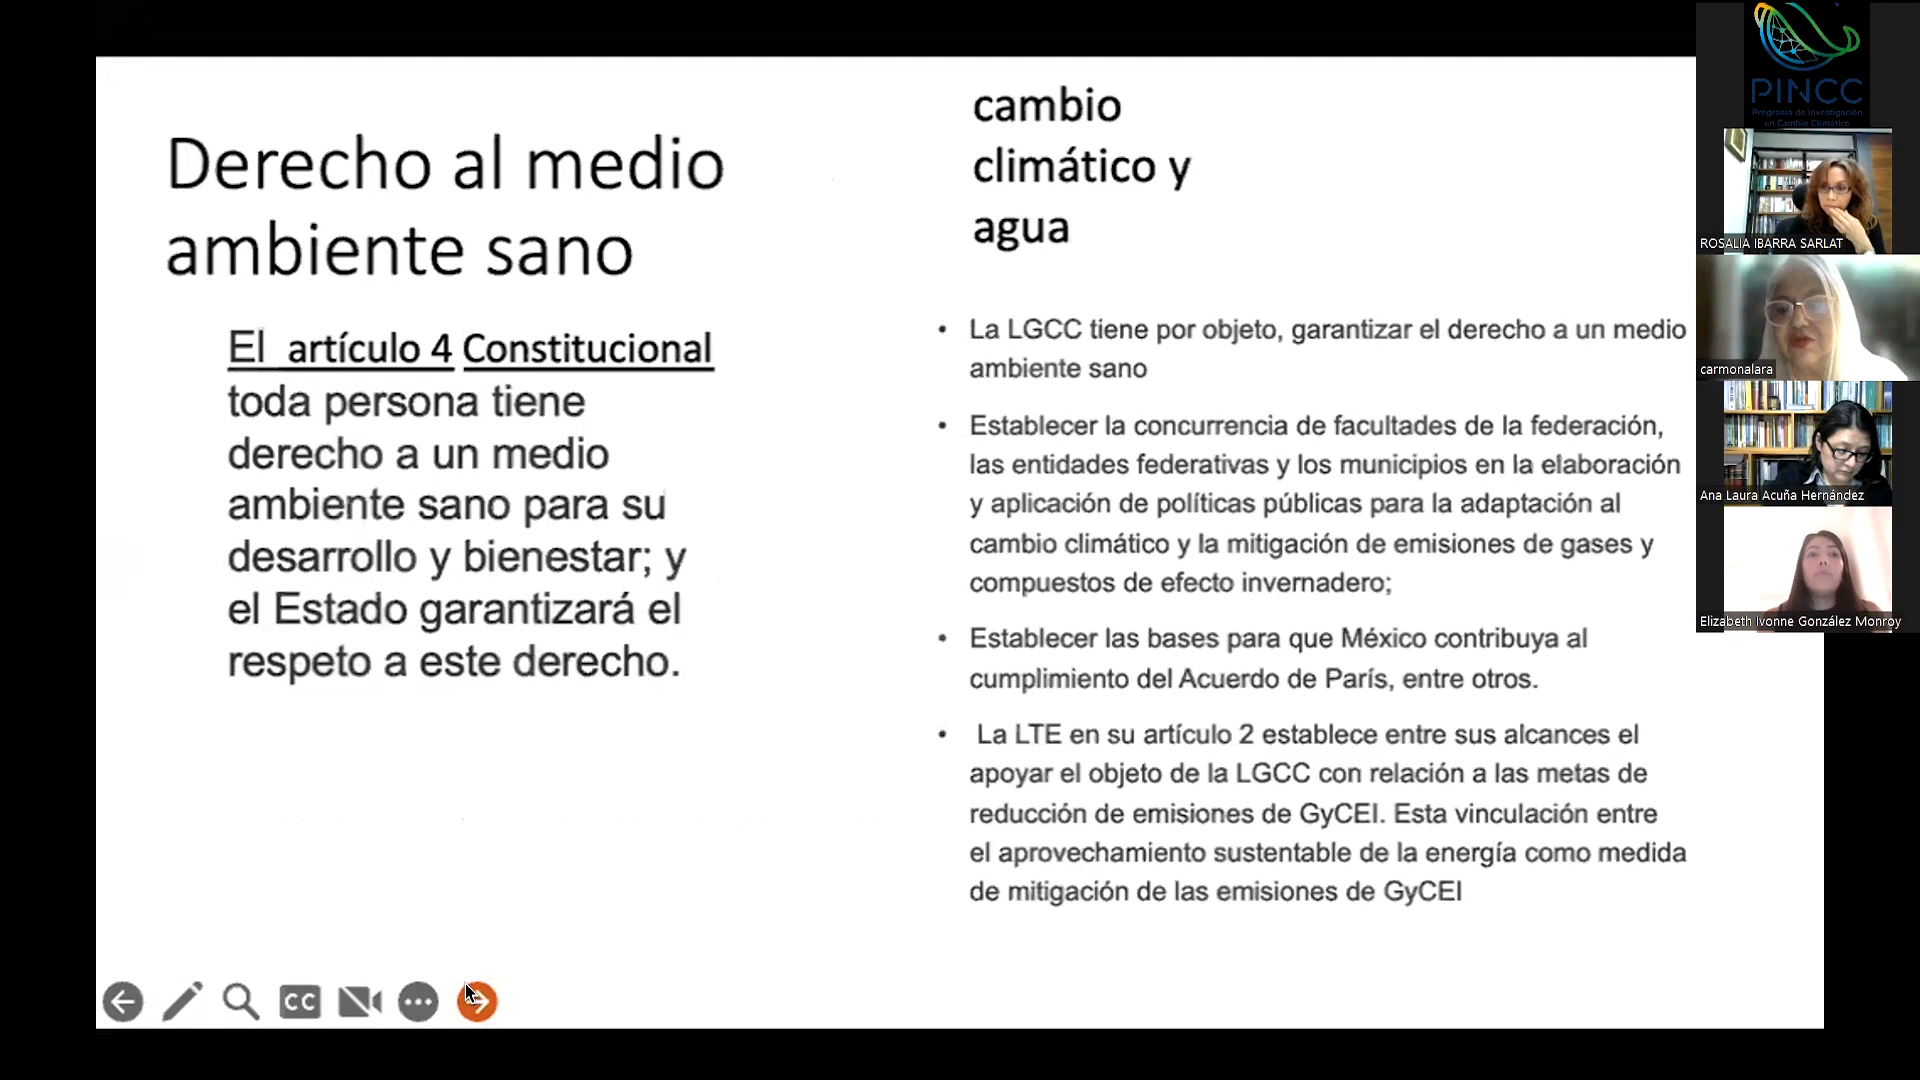 Derecho al medio
ambiente sano
El artículo 4 Constitucional
toda persona tiene
derecho a un medio
ambiente sano para su
desarrollo y bienestar; y
el Estado garantizará el
respeto a este derecho.
cambio
climático y
agua
• La LGCC tiene por objeto, garantizar el derecho a un medio
ambiente sano
• Establecer la concurrencia de facultades de la federación,
las entidades federativas y los municipios en la elaboración
y aplicación de políticas públicas para la adaptación al
cambio climático y la mitigación de emisiones de gases y
compuestos de efecto invernadero;
• Establecer las bases para que México contribuya al
cumplimiento del Acuerdo de París, entre otros.
• La LTE en su artículo 2 establece entre sus alcances el
apoyar el objeto de la LGCC con relación a las metas de
reducción de emisiones de GyCEI. Esta vinculación entre
el aprovechamiento sustentable de la energía como medida
de mitigación de las emisiones de GyCEI
CC
PINCC
Programa de Investigación
en Cambio Climático
ROSALIA IBARRA SARLAT
carmonalara
Ana Laura Acuña Hernández
Elizabeth Ivonne González Monroy